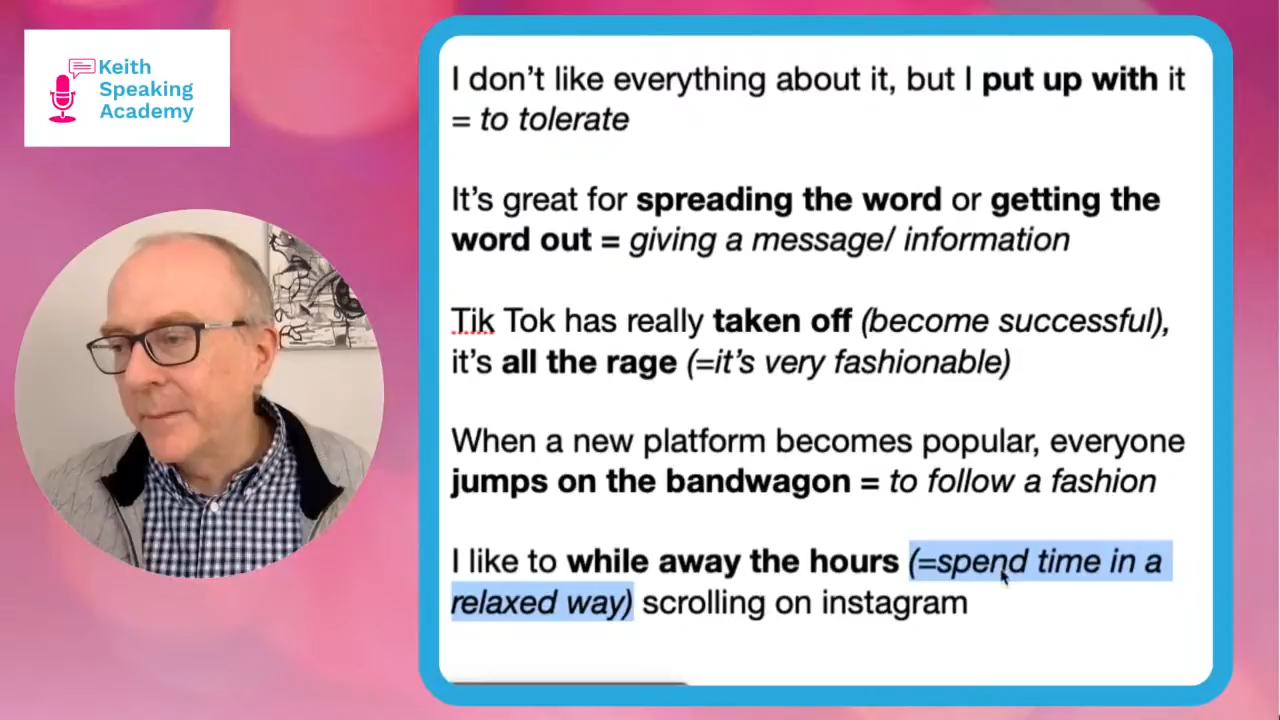 Keith
Speaking
Academy
I don't like everything about it, but I put up with it
= to tolerate
It's great for spreading the word or getting the
word out = giving a message/ information
Tik Tok has really taken off (become successful),
it's all the rage (=it's very fashionable)
When a new platform becomes popular, everyone
jumps on the bandwagon = to follow a fashion
I like to while away the hours (=spend time in a
relaxed way) scrolling on instagram